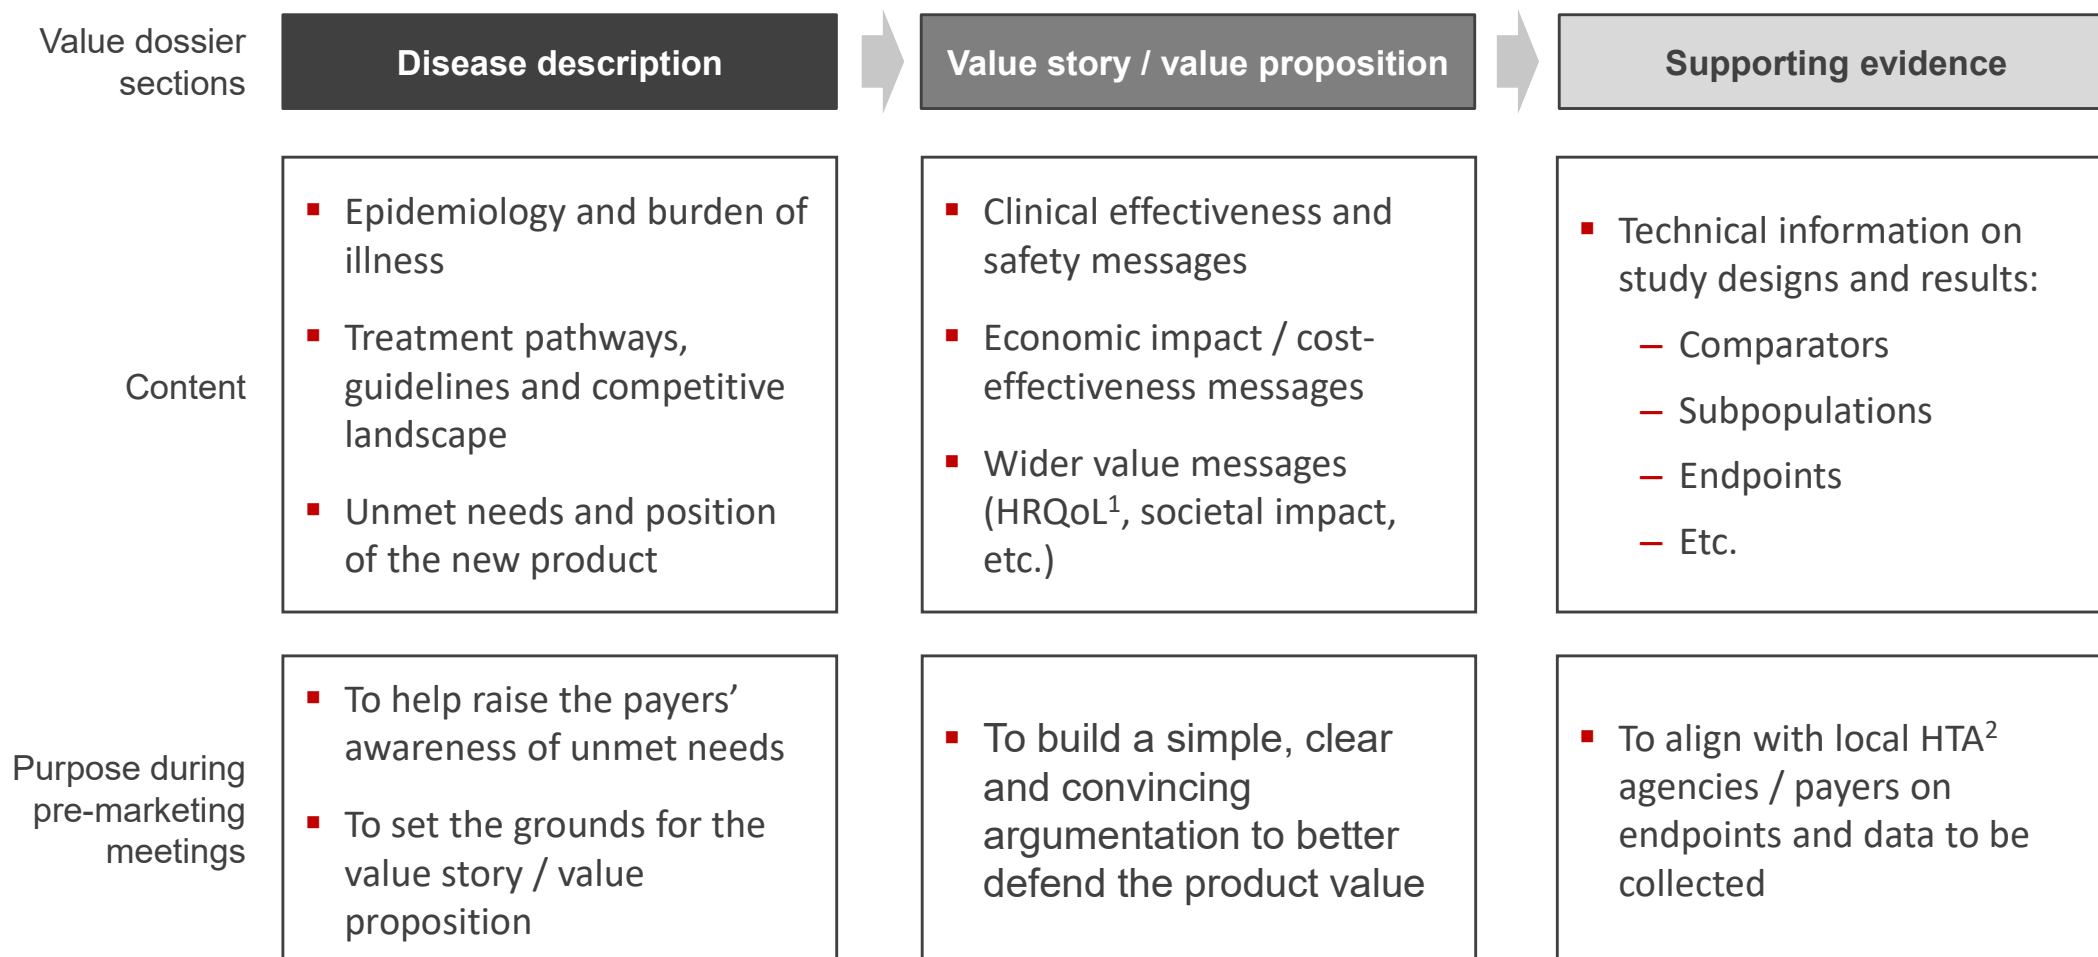 Value dossier
sections
Disease description
Value story / value proposition
Supporting evidence
Content
▪ Epidemiology and burden of
illness
▪ Treatment pathways,
guidelines and competitive
landscape
▪ Unmet needs and position
of the new product
▪ Clinical effectiveness and
safety messages
▪ Economic impact / cost-
effectiveness messages
▪ Wider value messages
(HRQoL¹, societal impact,
etc.)
▪ Technical information on
study designs and results:
– Comparators
– Subpopulations
– Endpoints
– Etc.
Purpose during
pre-marketing
meetings
▪ To help raise the payers’
awareness of unmet needs
▪ To set the grounds for the
value story / value
proposition
▪ To build a simple, clear
and convincing
argumentation to better
defend the product value
▪ To align with local HTA²
agencies / payers on
endpoints and data to be
collected